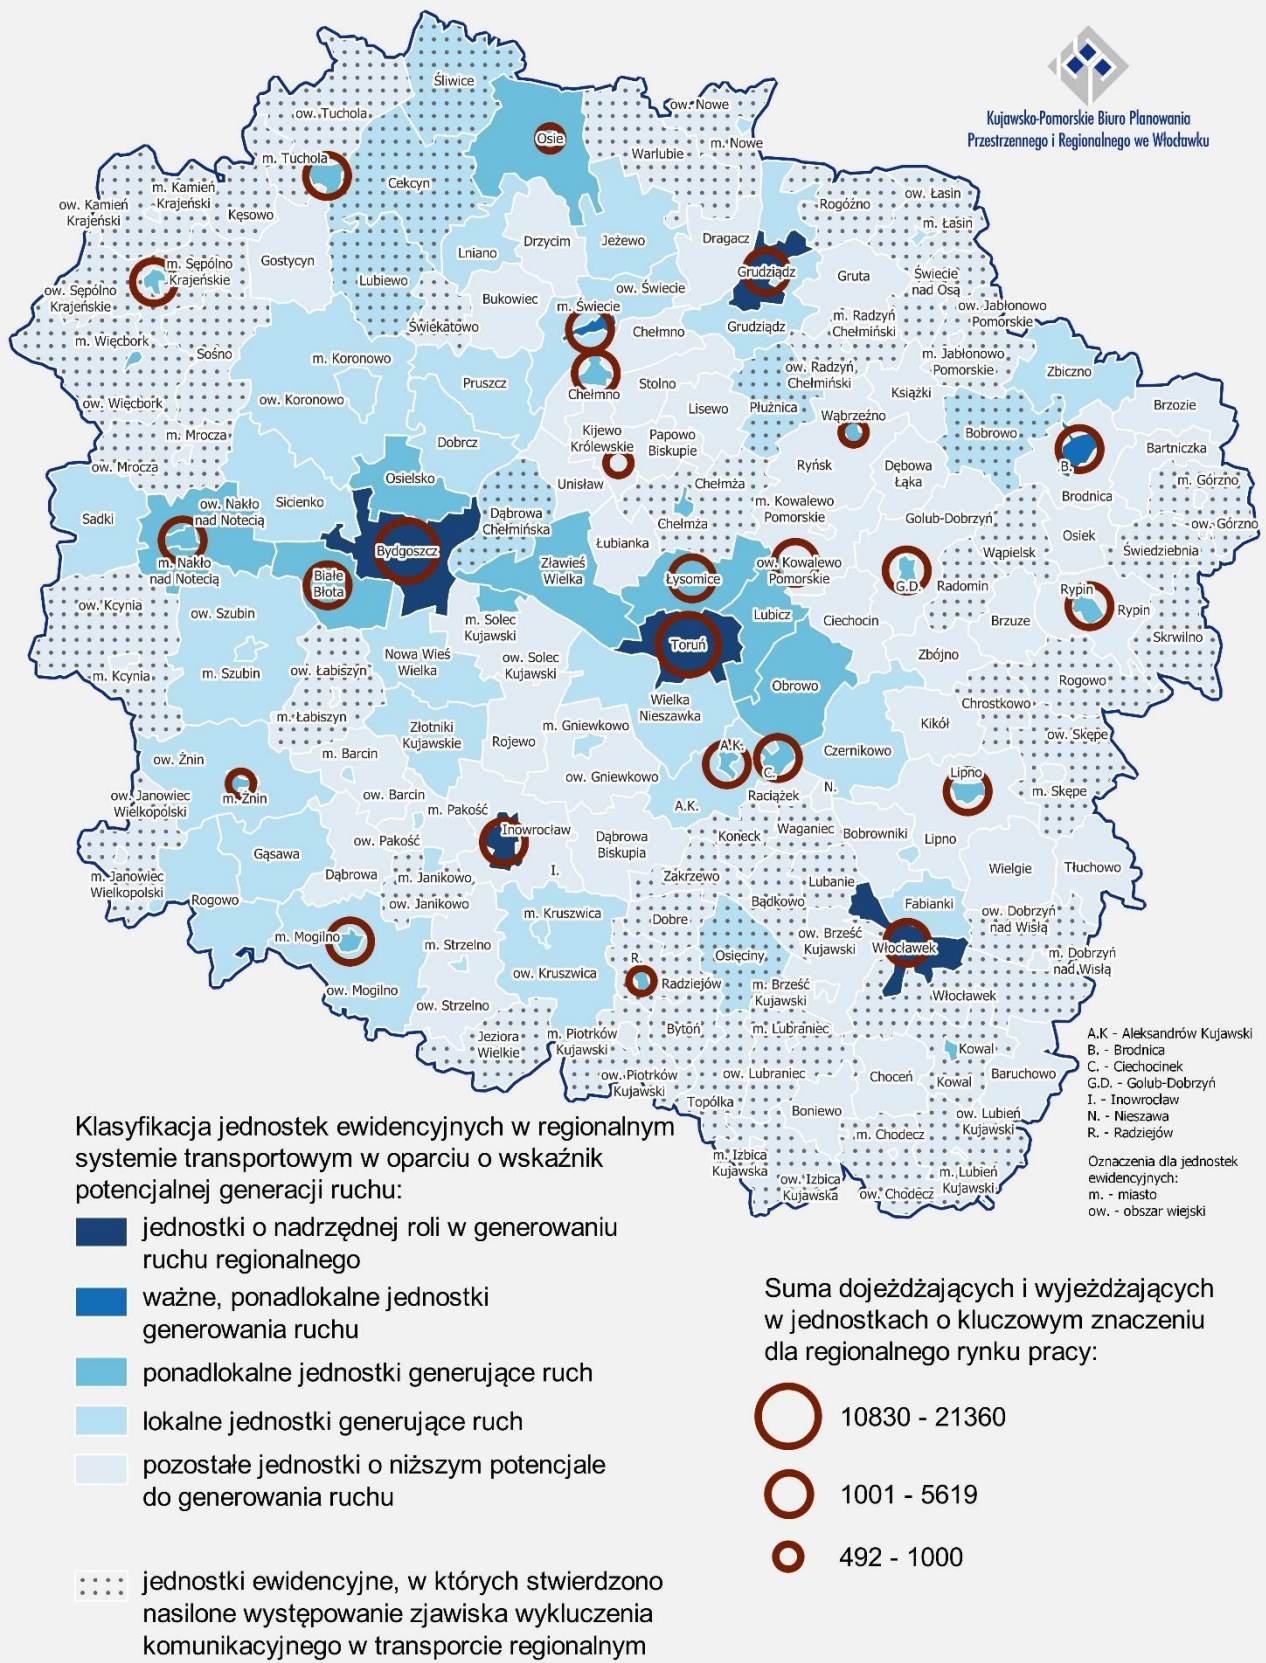 Kujawsko-Pomorskie Biuro Planowania
Przestrzennego i Regionalnego we Włocławku
Śliwice
ow. Tuchola
ow. Nowe
Osie
m. Nowe
Warlubie
m. Tuchola
Cekcyn
m. Kamień
Krajeński
ow. Kamień
Krajeński
Kęsowo
Rogóźno
ow. Łasin
m. Łasin
Drzycim
Jeżewo
Dragacz
Lniano
Gostycyn
m. Sępólno
Krajeńskie
ow. Sępólno
Krajeńskie
Lubiewo
Bukowiec
ow. Świecie
Grudziądz
Gruta
Świecie
nad Osą
m. Świecie
ow. Jabłonowo
Pomorskie
Świekatowo
Chełmno
Grudziądz
m. Radzyń
Chełmiński
m. Więcbork
Sośno
m. Koronowo
m. Jabłonowo
Pomorskie
ow. Radzyń
Chełmiński
Zbiczno
Pruszcz
Stolno
Chełmno
Książki
ow. Więcbork
ow. Koronowo
Lisewo
Płużnica
Wąbrzeźno
Brzozie
m. Mrocza
Dobrcz
Kijewo
Królewskie
Papowo
Biskupie
Bobrowo
Bartniczka
ow. Mrocza
B.
Ryńsk
Dębowa
Łąka
Osielsko
Unisław
Chełmża
m. Górzno
Brodnica
Sadki
ow. Nakło
nad Notecią
Sicienko
Dąbrowa
Chełmińska
Chełmża
m. Kowalewo
Pomorskie
Golub-Dobrzyń
ow. Górzno
Osiek
Bydgoszcz
Łubianka
Wąpielsk
Świedziebnia
m. Nakło
nad Notecią
Białe
Błota
Zławieś
Wielka
Łysomice
ow. Kowalewo
Pomorskie
G.D.
Radomin
Rypin
Rypin
ow. Kcynia
ow. Szubin
m. Solec
Kujawski
Lubicz
Ciechocin
Brzuze
Skrwilno
Toruń
Nowa Wieś
Wielka
ow. Solec
Kujawski
Zbójno
m. Kcynia
m. Szubin
ow. Łabiszyn
Obrowo
Rogowo
Wielka
Nieszawka
Chrostkowo
m. Łabiszyn
Złotniki
Kujawskie
m. Gniewkowo
Kikół
ow. Skępe
Rojewo
A.K.
Czernikowo
m. Barcin
ow. Żnin
ow. Gniewkowo
C.
Lipno
m. Skępe
ow. Janowiec
Wielkopolski
m. Żnin
ow. Barcin
Raciążek
N.
m. Pakość
A.K.
Inowrocław
Koneck
Waganiec
Bobrowniki
Lipno
ow. Pakość
Dąbrowa
Biskupia
Gąsawa
Wielgie
Tłuchowo
m. Janowiec
Wielkopolski
Dąbrowa
m. Janikowo
I.
Zakrzewo
Lubanie
Rogowo
ow. Janikowo
Bądkowo
Fabianki
m. Kruszwica
Dobre
ow. Dobrzyń
nad Wisłą
m. Mogilno
m. Strzelno
ow. Brześć
Kujawski
Włocławek
Osięciny
m. Dobrzyń
nad Wisłą
R.
ow. Kruszwica
Radziejów
m. Brześć
Kujawski
ow. Mogilno
Włocławek
ow. Strzelno
Jeziora
Wielkie
m. Piotrków
Kujawski
Bytoń
m. Lubraniec
Kowal
ow. Piotrków
Kujawski
ow. Lubraniec
Choceń
Kowal
Baruchowo
Topólka
Boniewo
ow. Lubień
Kujawski
m. Chodecz
m. Izbica
Kujawska
ow. Izbica
Kujawska
ow. Chodecz
m. Lubień
Kujawski
A.K - Aleksandrów Kujawski
B. - Brodnica
C. - Ciechocinek
G.D. - Golub-Dobrzyń
I. - Inowrocław
N. - Nieszawa
R. - Radziejów
Oznaczenia dla jednostek
ewidencyjnych:
m. - miasto
ow. - obszar wiejski
Klasyfikacja jednostek ewidencyjnych w regionalnym
systemie transportowym w oparciu o wskaźnik
potencjalnej generacji ruchu:
jednostki o nadrzędnej roli w generowaniu
ruchu regionalnego
ważne, ponadlokalne jednostki
generowania ruchu
ponadlokalne jednostki generujące ruch
lokalne jednostki generujące ruch
pozostałe jednostki o niższym potencjale
do generowania ruchu
jednostki ewidencyjne, w których stwierdzono
nasilone występowanie zjawiska wykluczenia
komunikacyjnego w transporcie regionalnym
Suma dojeżdżających i wyjeżdżających
w jednostkach o kluczowym znaczeniu
dla regionalnego rynku pracy:
10830 - 21360
1001 - 5619
492 - 1000